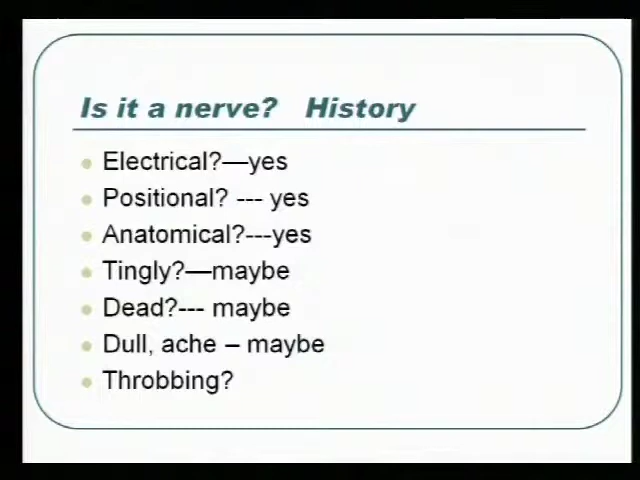 Is it a nerve? History
Electrical?—yes
Positional? --- yes
Anatomical?---yes
Tingly?—maybe
Dead?--- maybe
Dull, ache – maybe
Throbbing?